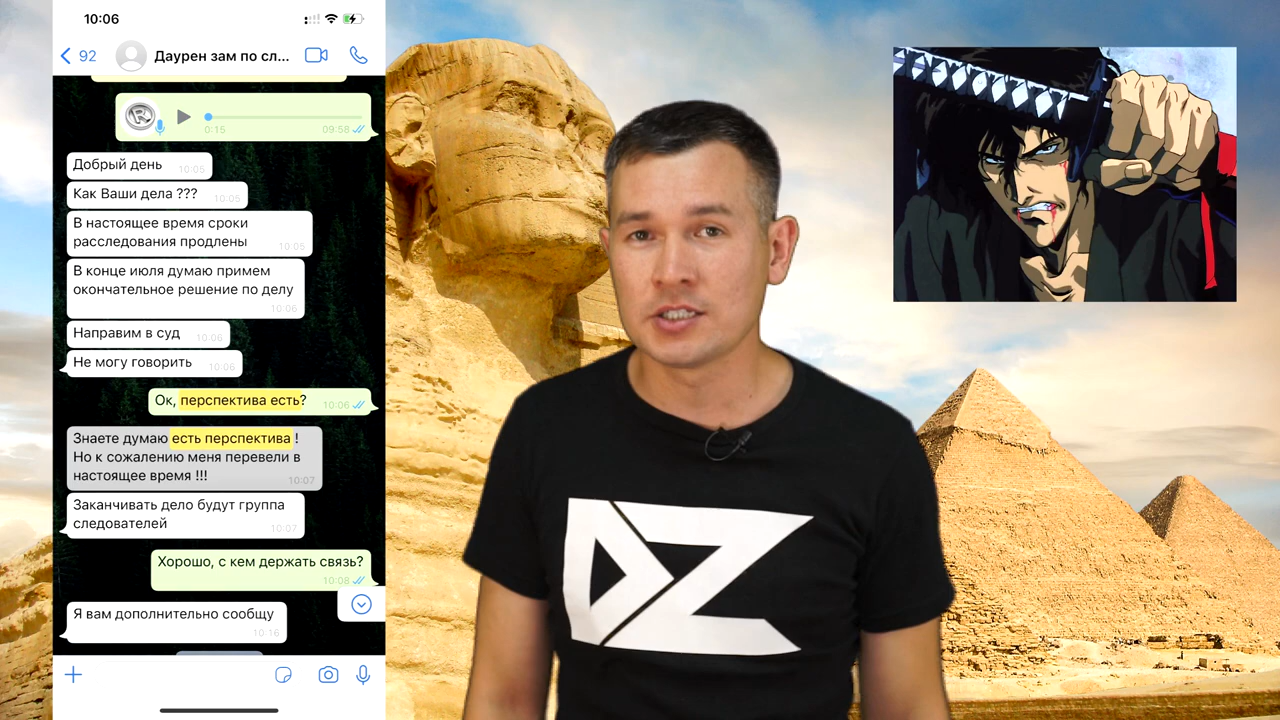 10:06
92
Даурен зам по сл...
0:15
09:58
Добрый день
10:05
Как Ваши дела ???
10:05
В настоящее время сроки
расследования продлены
10:05
В конце июля думаю примем
окончательное решение по делу
10:06
Направим в суд
10:06
Не могу говорить
10:06
Ок, перспектива есть?
10:06
Знаете думаю есть перспектива !
Но к сожалению меня перевели в
настоящее время !!!
10:07
Заканчивать дело будут группа
следователей
10:07
Хорошо, с кем держать связь?
10:08
Я вам дополнительно сообщу
10:16
DZ